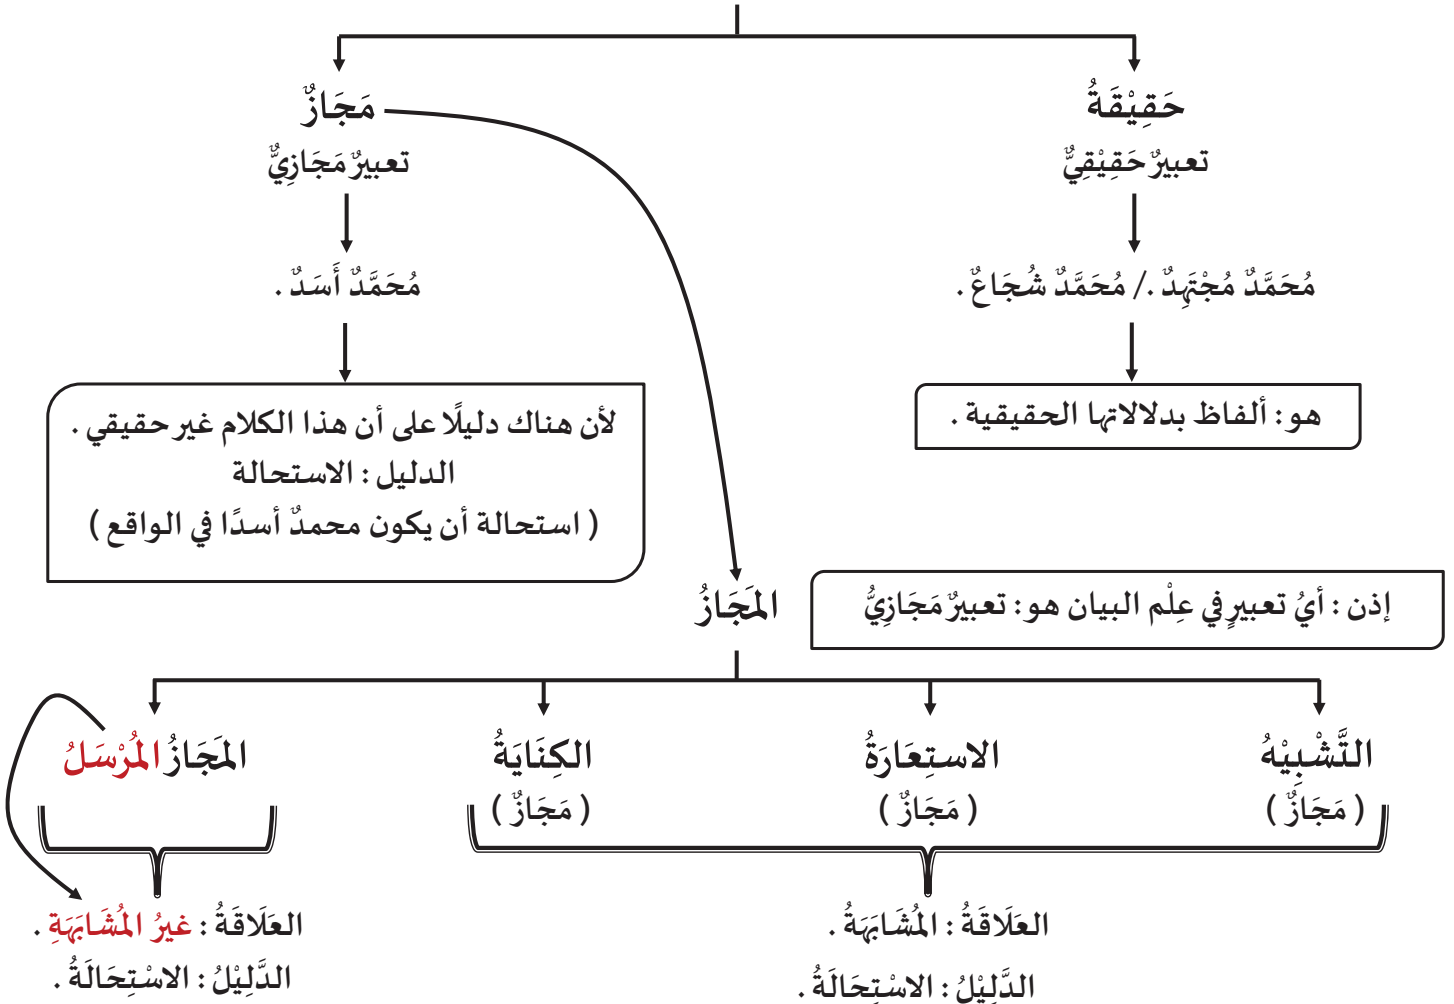 حَقِيْقَةُ
تعبيرٌ حَقِيْقِيٌّ
مُحَمَّدٌ مُجْتَهِدٌ ./ مُحَمَّدٌ شُجَاعٌ .
هو : ألفاظ بدلالاتها الحقيقية .
مَجَازٌ
تعبيرٌ مَجَازِيٌّ
مُحَمَّدٌ أَسَدٌ .
لأن هناك دليلًا على أن هذا الكلام غير حقيقي .
الدليل : الاستحالة
( استحالة أن يكون محمدٌ أسدًا في الواقع )
إذن : أيُ تعبيرٍ في عِلْم البيان هو : تعبيرٌ مَجَازِيُّ
المَجَازُ
التَّشْبِيْهُ
( مَجَازٌ )
الاستِعَارَةُ
( مَجَازٌ )
الكِنَايَةُ
( مَجَازٌ )
المَجَازُ المُرْسَلُ
العَلَاقَةُ : المُشَابَهَةُ .
الدَّلِيْلُ : الاسْتِحَالَةُ .
العَلَاقَةُ : غيرُ المُشَابَهَةِ .
الدَّلِيْلُ : الاسْتِحَالَةُ .